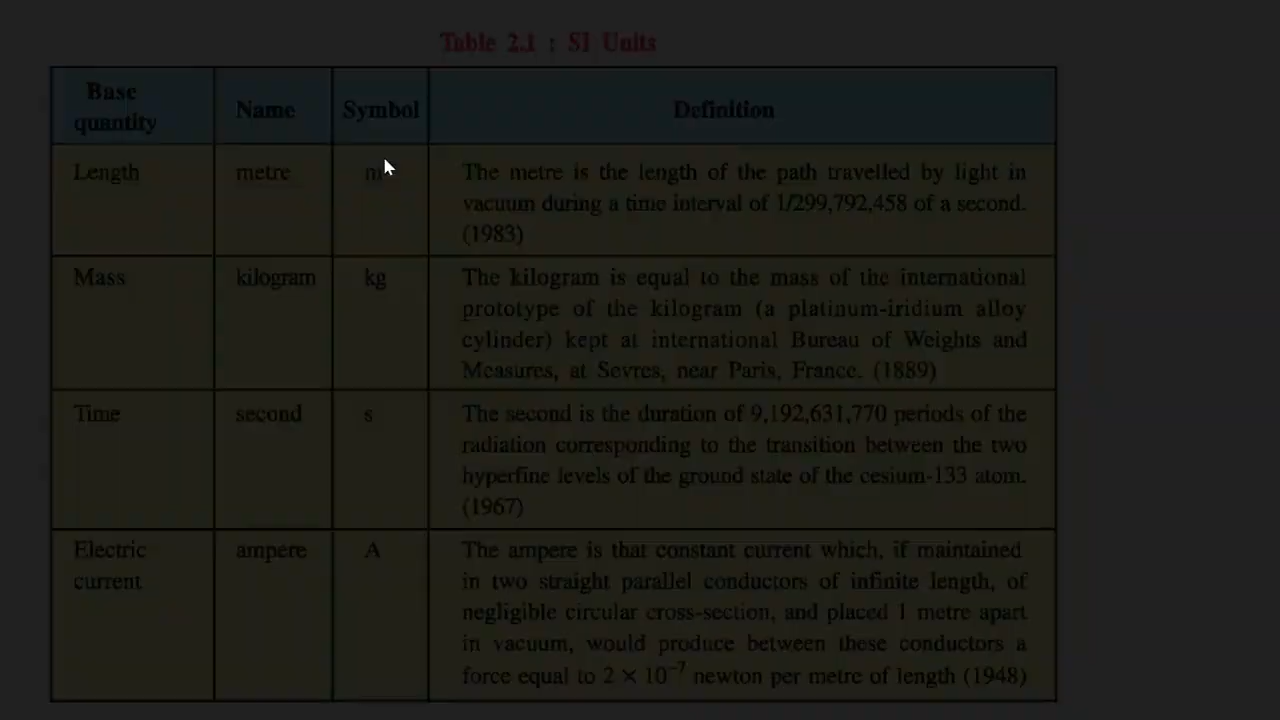 Table 2.1 : SI Units
Base quantity Name Symbol Definition
Length metre m The metre is the length of the path travelled by light in
vacuum during a time interval of 1/299,792,458 of a second.
(1983)
Mass kilogram kg The kilogram is equal to the mass of the international
prototype of the kilogram (a platinum-iridium alloy
cylinder) kept at international Bureau of Weights and
Measures, at Sevres, near Paris, France. (1889)
Time second s The second is the duration of 9,192,631,770 periods of the
radiation corresponding to the transition between the two
hyperfine levels of the ground state of the cesium-133 atom.
(1967)
Electric ampere A The ampere is that constant current which, if maintained
current in two straight parallel conductors of infinite length, of
negligible circular cross-section, and placed 1 metre apart
in vacuum, would produce between these conductors a
force equal to 2 × 10⁻⁷ newton per metre of length (1948)